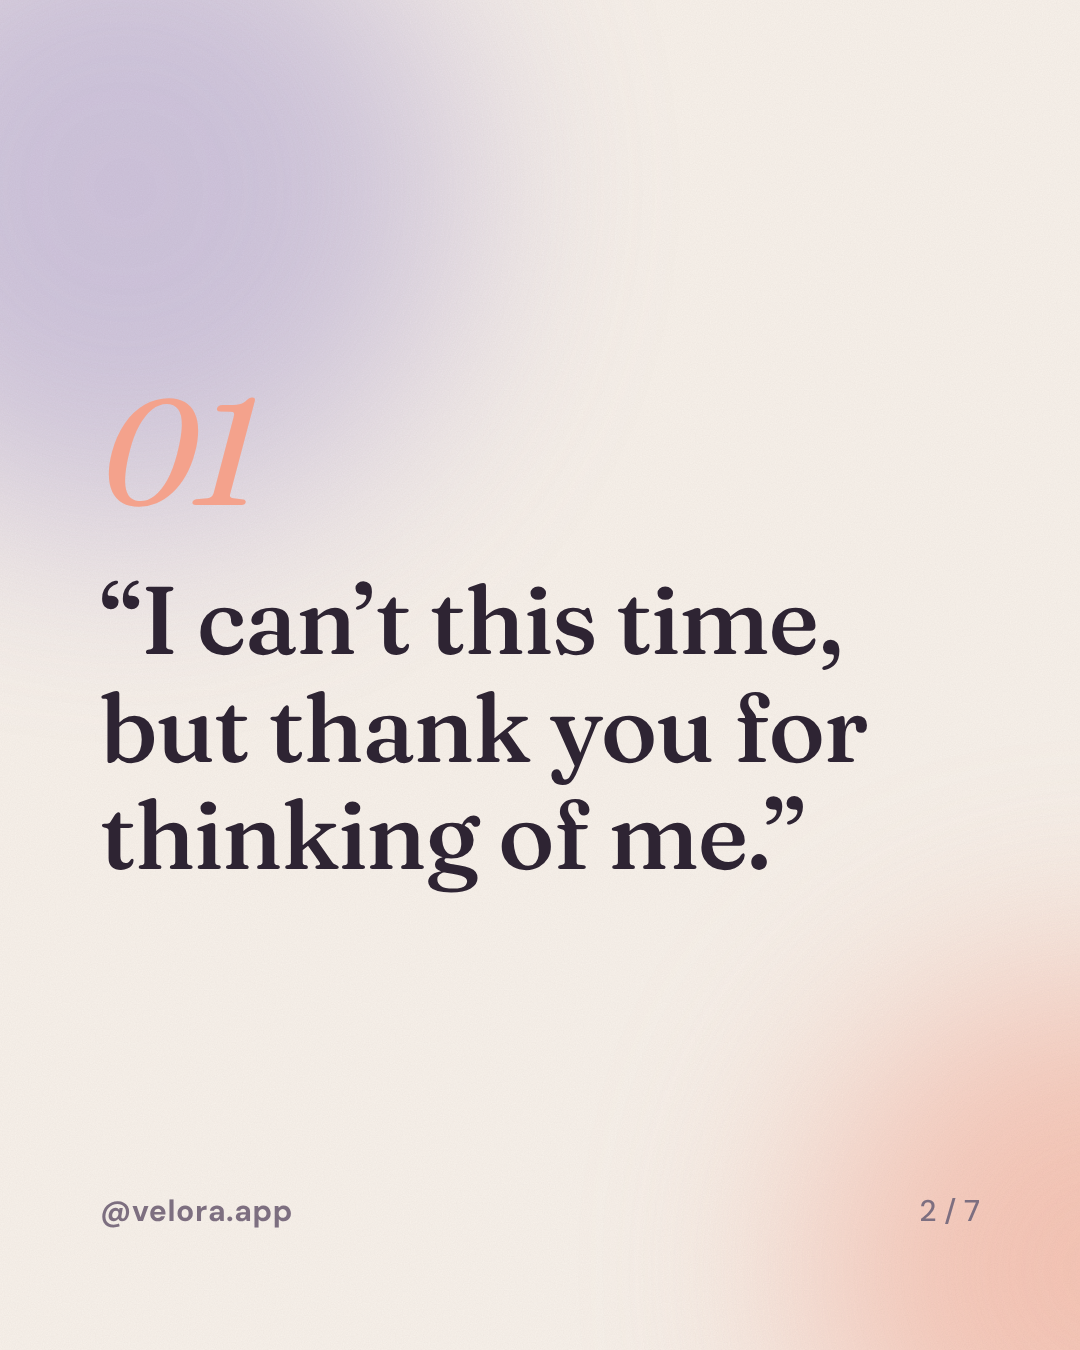 01
“I can’t this time,
but thank you for
thinking of me.”
@velora.app
2 / 7